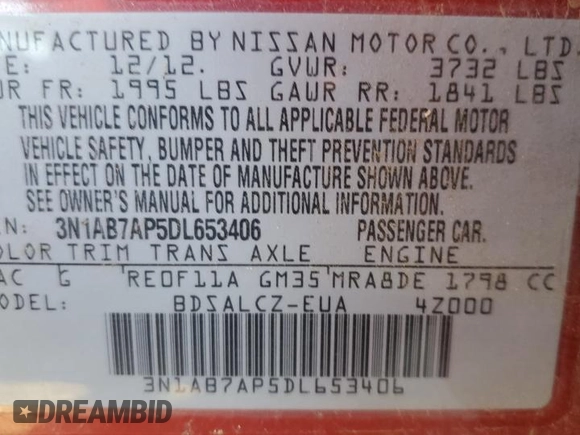 NUFACTURED BY NISSAN MOTOR CO., LTD
E: 12/12. GVWR: 3732 LBS
UR FR: 1995 LBS GAUR RR: 1841 LBS
THIS VEHICLE CONFORMS TO ALL APPLICABLE FEDERAL MOTOR
VEHICLE SAFETY, BUMPER AND THEFT PREVENTION STANDARDS
IN EFFECT ON THE DATE OF MANUFACTURE SHOWN ABOVE.
SEE OWNER'S MANUAL FOR ADDITIONAL INFORMATION.
N: 3N1AB7AP5DL653406 PASSENGER CAR.
OLOR TRIM TRANS AXLE ENGINE
AC G RE0F11A GM35 MRA8DE 1798 CC
BDSALCZ-EUA 4Z000
3N1AB7AP5DL653406
DREAMBID